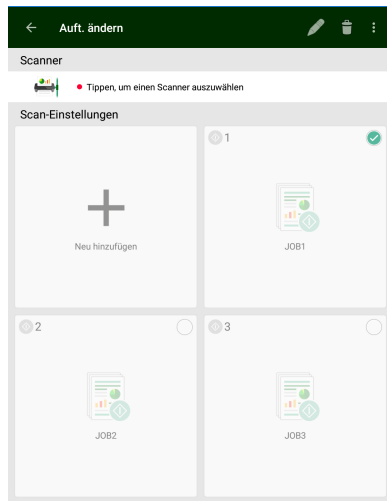 Auft. ändern
Scanner
Tippen, um einen Scanner auszuwählen
Scan-Einstellungen
Neu hinzufügen
1
JOB1
2
JOB2
3
JOB3